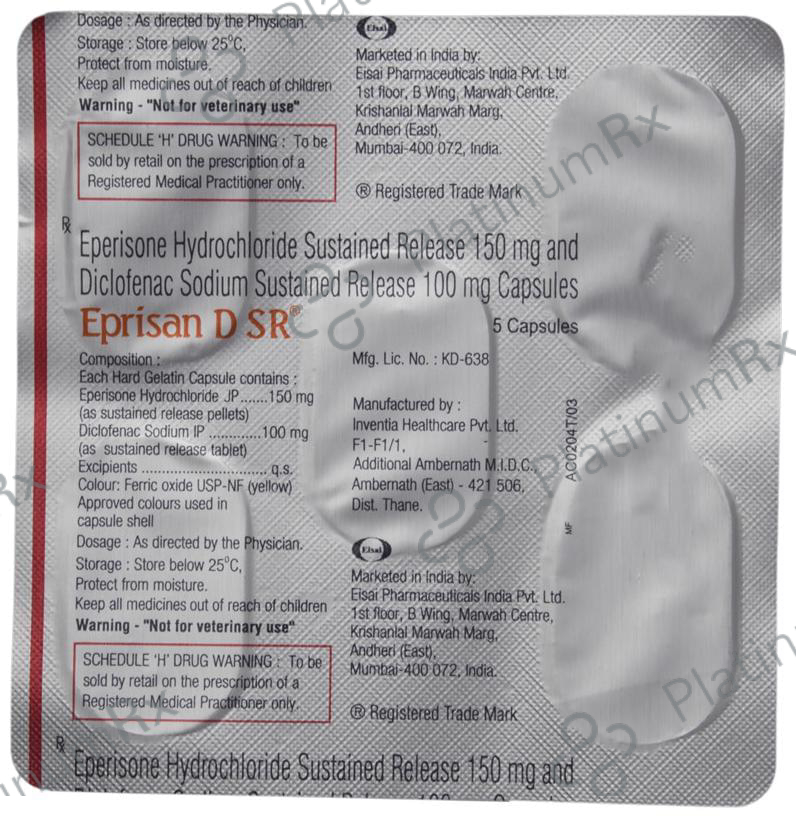 Dosage : As directed by the Physician.
Storage : Store below 25°C,
Protect from moisture.
Keep all medicines out of reach of children
Warning - "Not for veterinary use"
SCHEDULE 'H' DRUG WARNING : To be
sold by retail on the prescription of a
Registered Medical Practitioner only.
Eisai
Marketed in India by:
Eisai Pharmaceuticals India Pvt. Ltd.
1st floor, B Wing, Marwah Centre,
Krishanlal Marwah Marg,
Andheri (East),
Mumbai-400 072, India.
® Registered Trade Mark
℞
Eperisone Hydrochloride Sustained Release 150 mg and
Diclofenac Sodium Sustained Release 100 mg Capsules
Eprisan D SR®
5 Capsules
Composition :
Each Hard Gelatin Capsule contains :
Eperisone Hydrochloride JP.......150 mg
(as sustained release pellets)
Diclofenac Sodium IP .............100 mg
(as sustained release tablet)
Excipients ............................... q.s.
Colour: Ferric oxide USP-NF (yellow)
Approved colours used in
capsule shell
Dosage : As directed by the Physician.
Storage : Store below 25°C,
Protect from moisture.
Keep all medicines out of reach of children
Warning - "Not for veterinary use"
SCHEDULE 'H' DRUG WARNING : To be
sold by retail on the prescription of a
Registered Medical Practitioner only.
Mfg. Lic. No. : KD-638
Manufactured by :
Inventia Healthcare Pvt. Ltd.
F1-F1/1,
Additional Ambernath M.I.D.C.,
Ambernath (East) - 421 506,
Dist. Thane.
Eisai
Marketed in India by:
Eisai Pharmaceuticals India Pvt. Ltd.
1st floor, B Wing, Marwah Centre,
Krishanlal Marwah Marg,
Andheri (East),
Mumbai-400 072, India.
® Registered Trade Mark
MF AC0204T/03
℞
Eperisone Hydrochloride Sustained Release 150 mg and
PlatinumRx
PlatinumRx